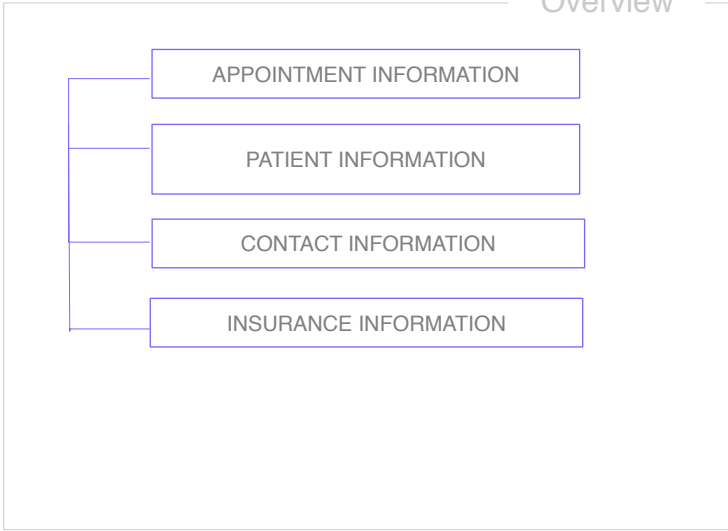 Overview
APPOINTMENT INFORMATION
PATIENT INFORMATION
CONTACT INFORMATION
INSURANCE INFORMATION